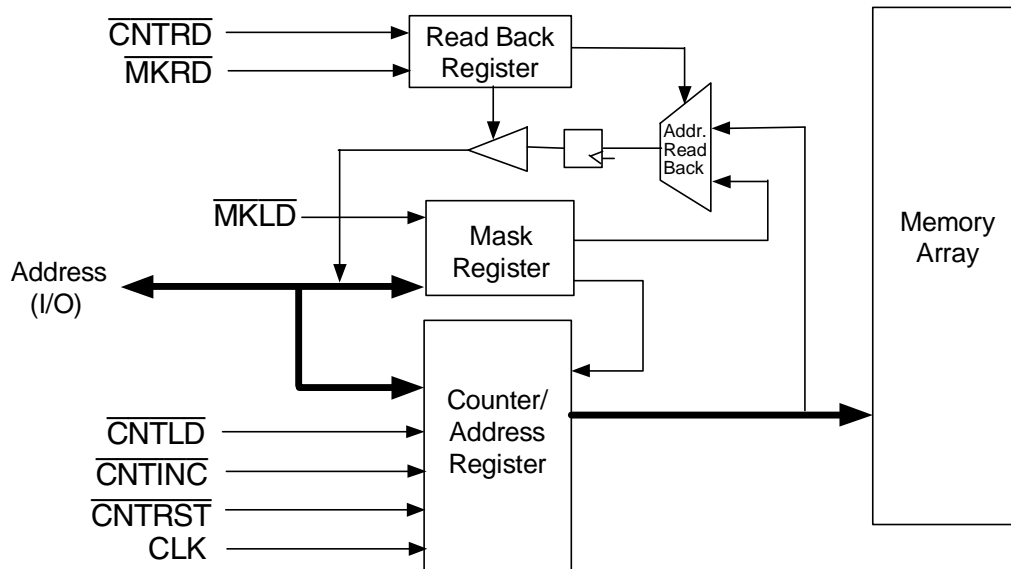 CNTRD
MKRD
Read Back
Register
Addr.
Read
Back
MKLD
Mask
Register
Memory
Array
Address
(I/O)
Counter/
Address
Register
CNTLD
CNTINC
CNTRST
CLK